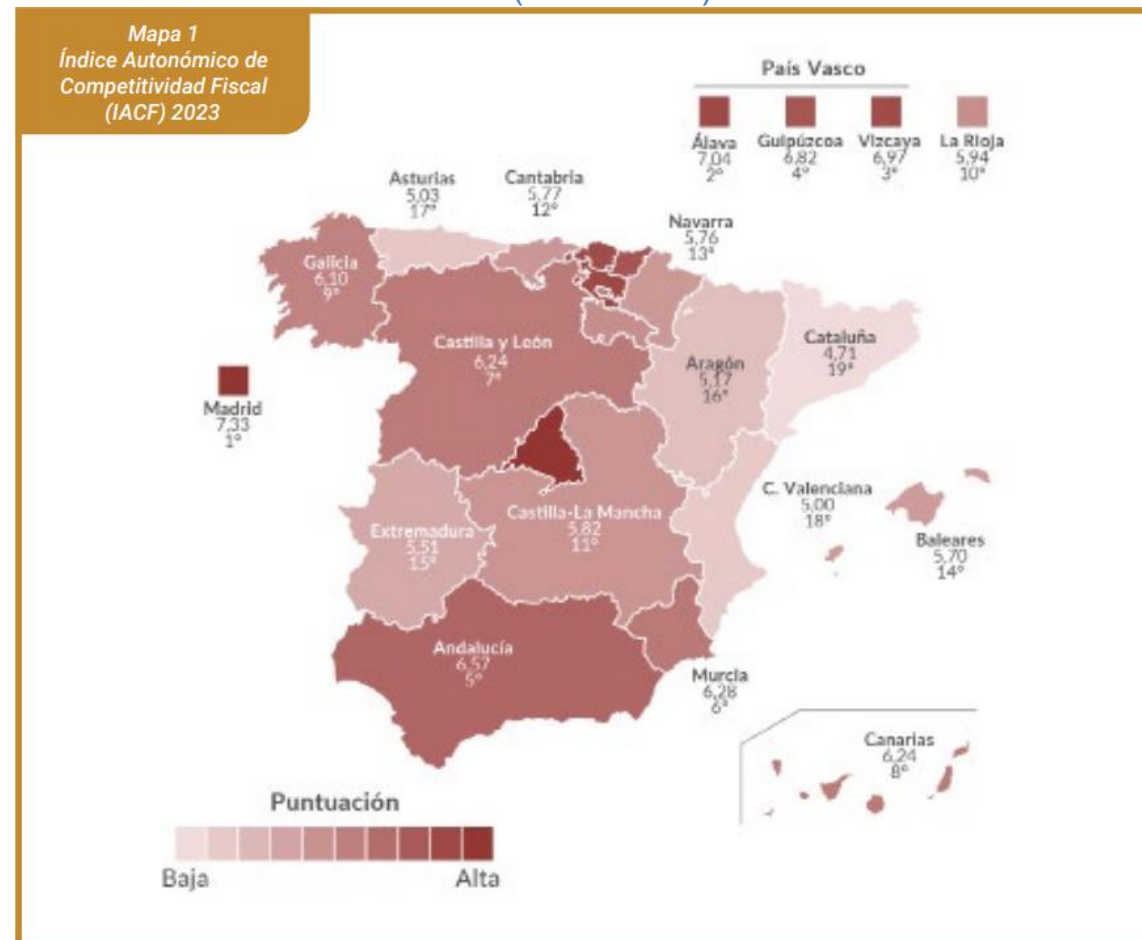 Mapa 1
Índice Autonómico de
Competitividad Fiscal
(IACF) 2023
País Vasco
Álava
7,04
2º
Guipúzcoa
6,82
4º
Vizcaya
6,97
3º
La Rioja
5,94
10º
Asturias
5,03
17º
Cantabria
5,77
12º
Navarra
5,76
13º
Galicia
6,10
9º
Castilla y León
6,24
7º
Aragón
5,17
16º
Cataluña
4,71
19º
Madrid
7,33
1º
C. Valenciana
5,00
18º
Baleares
5,70
14º
Extremadura
5,51
15º
Castilla-La Mancha
5,82
11º
Andalucía
6,57
5º
Murcia
6,28
6º
Canarias
6,24
8º
Puntuación
Baja
Alta